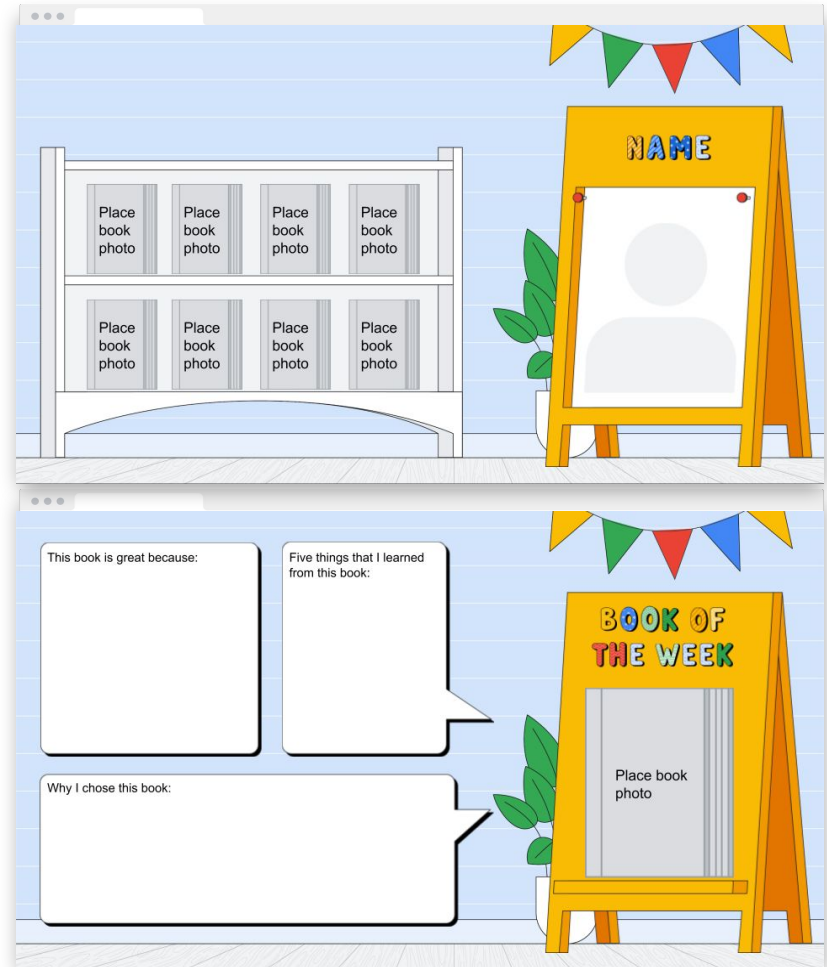 NAME
Place
book
photo
Place
book
photo
Place
book
photo
Place
book
photo
Place
book
photo
Place
book
photo
Place
book
photo
Place
book
photo
This book is great because:
Five things that I learned
from this book:
Why I chose this book:
BOOK OF
THE WEEK
Place book
photo